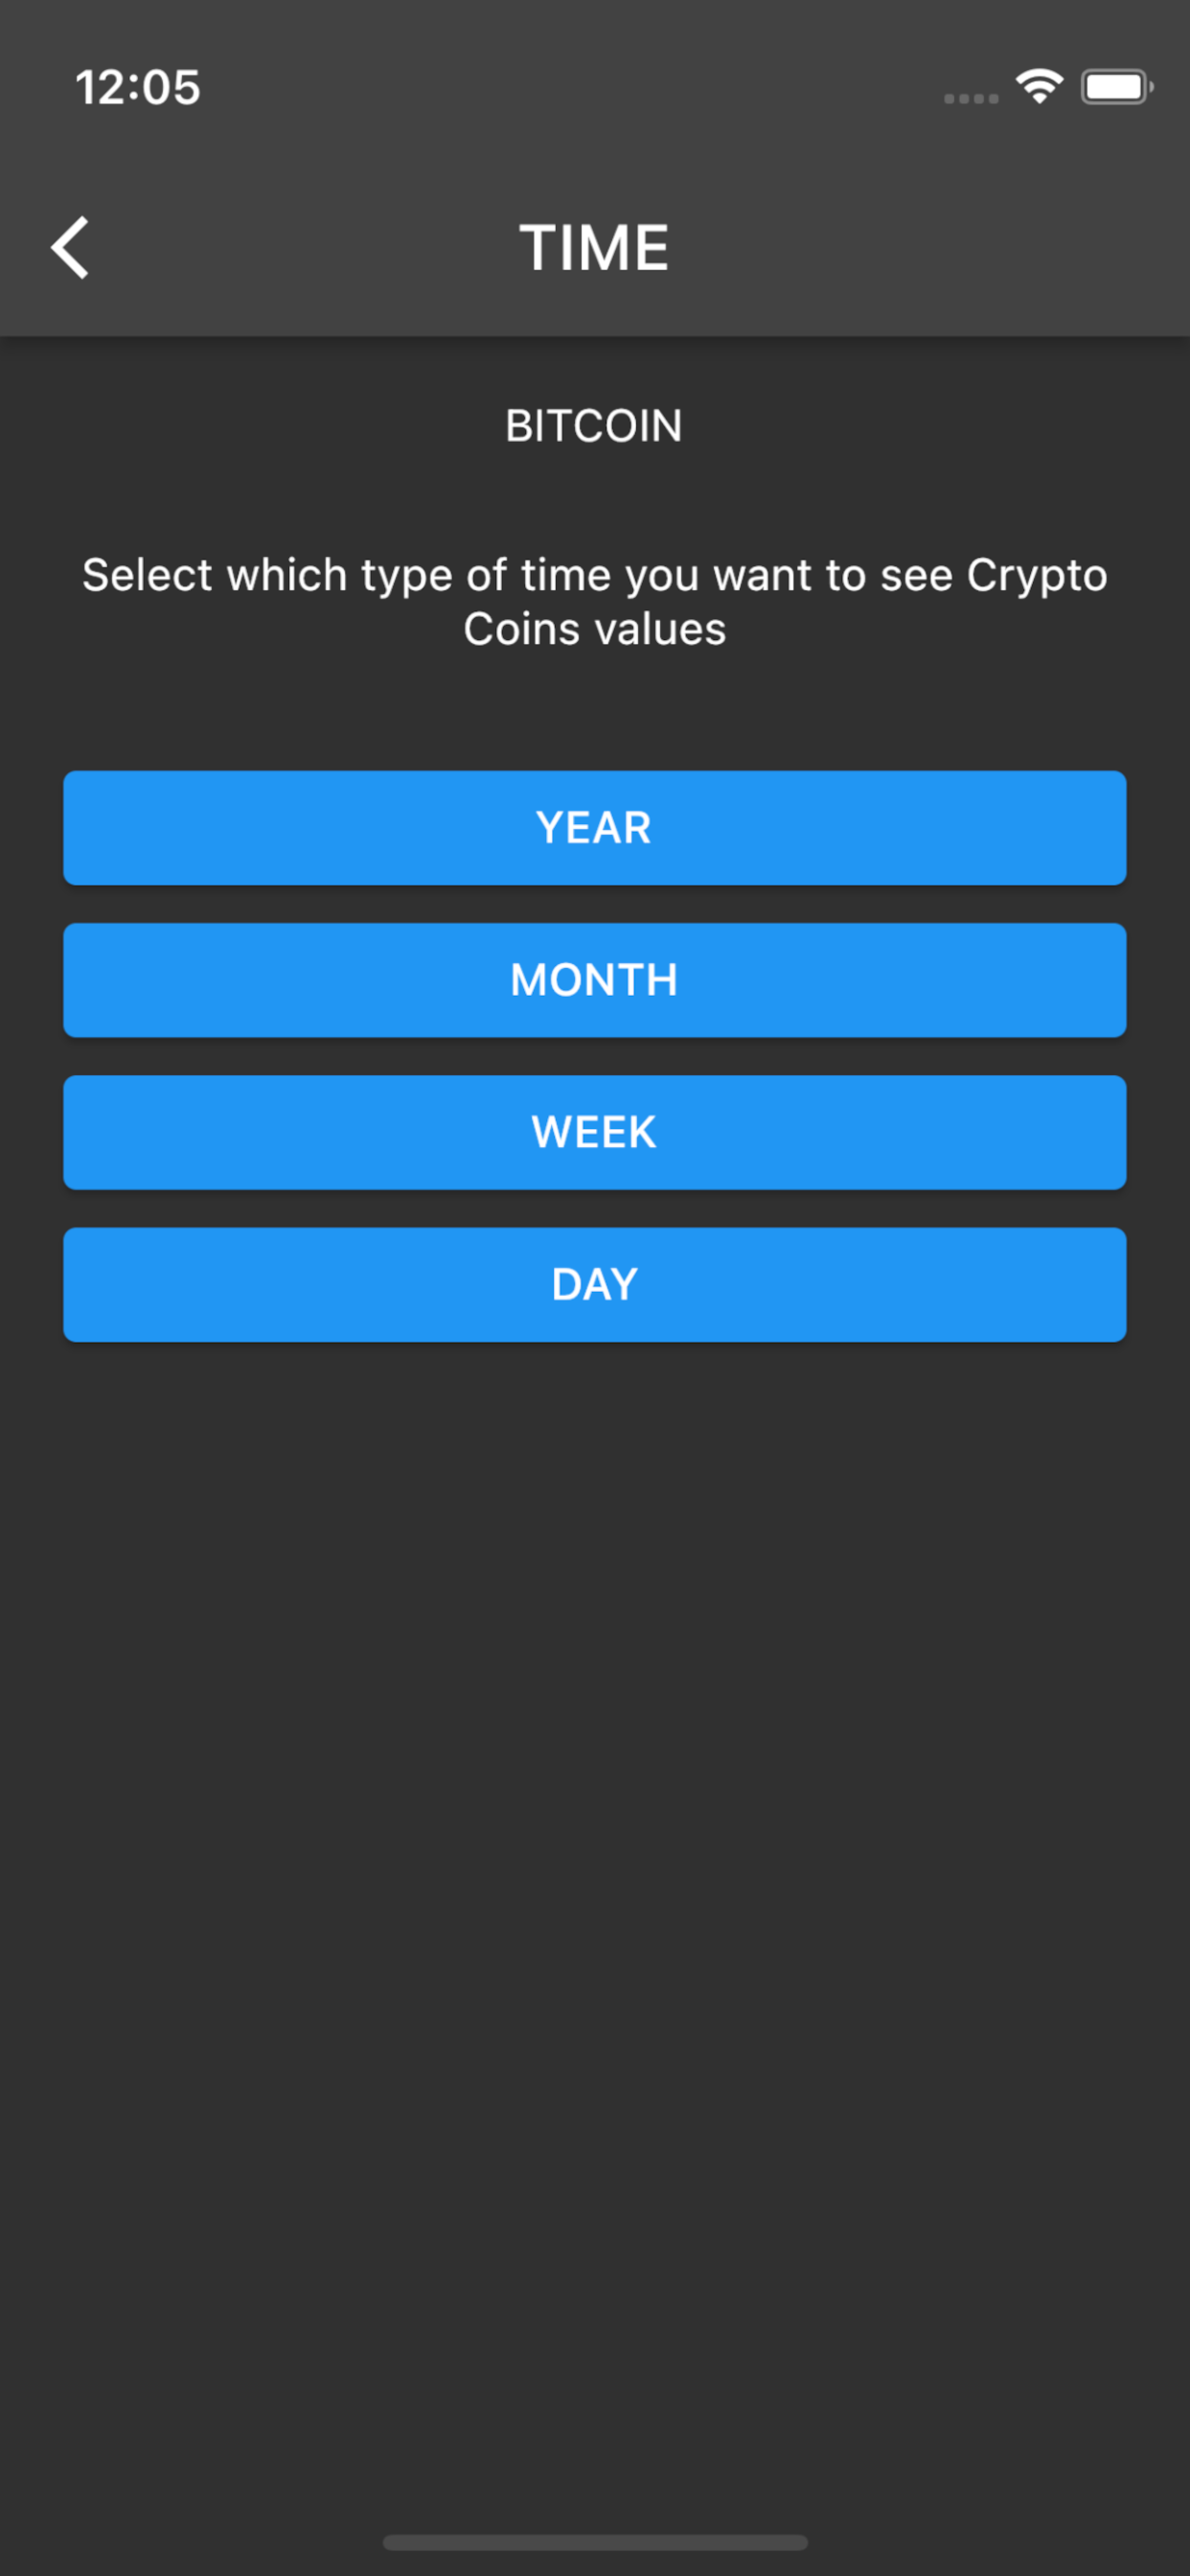 12:05
TIME
BITCOIN
Select which type of time you want to see Crypto
Coins values
YEAR
MONTH
WEEK
DAY